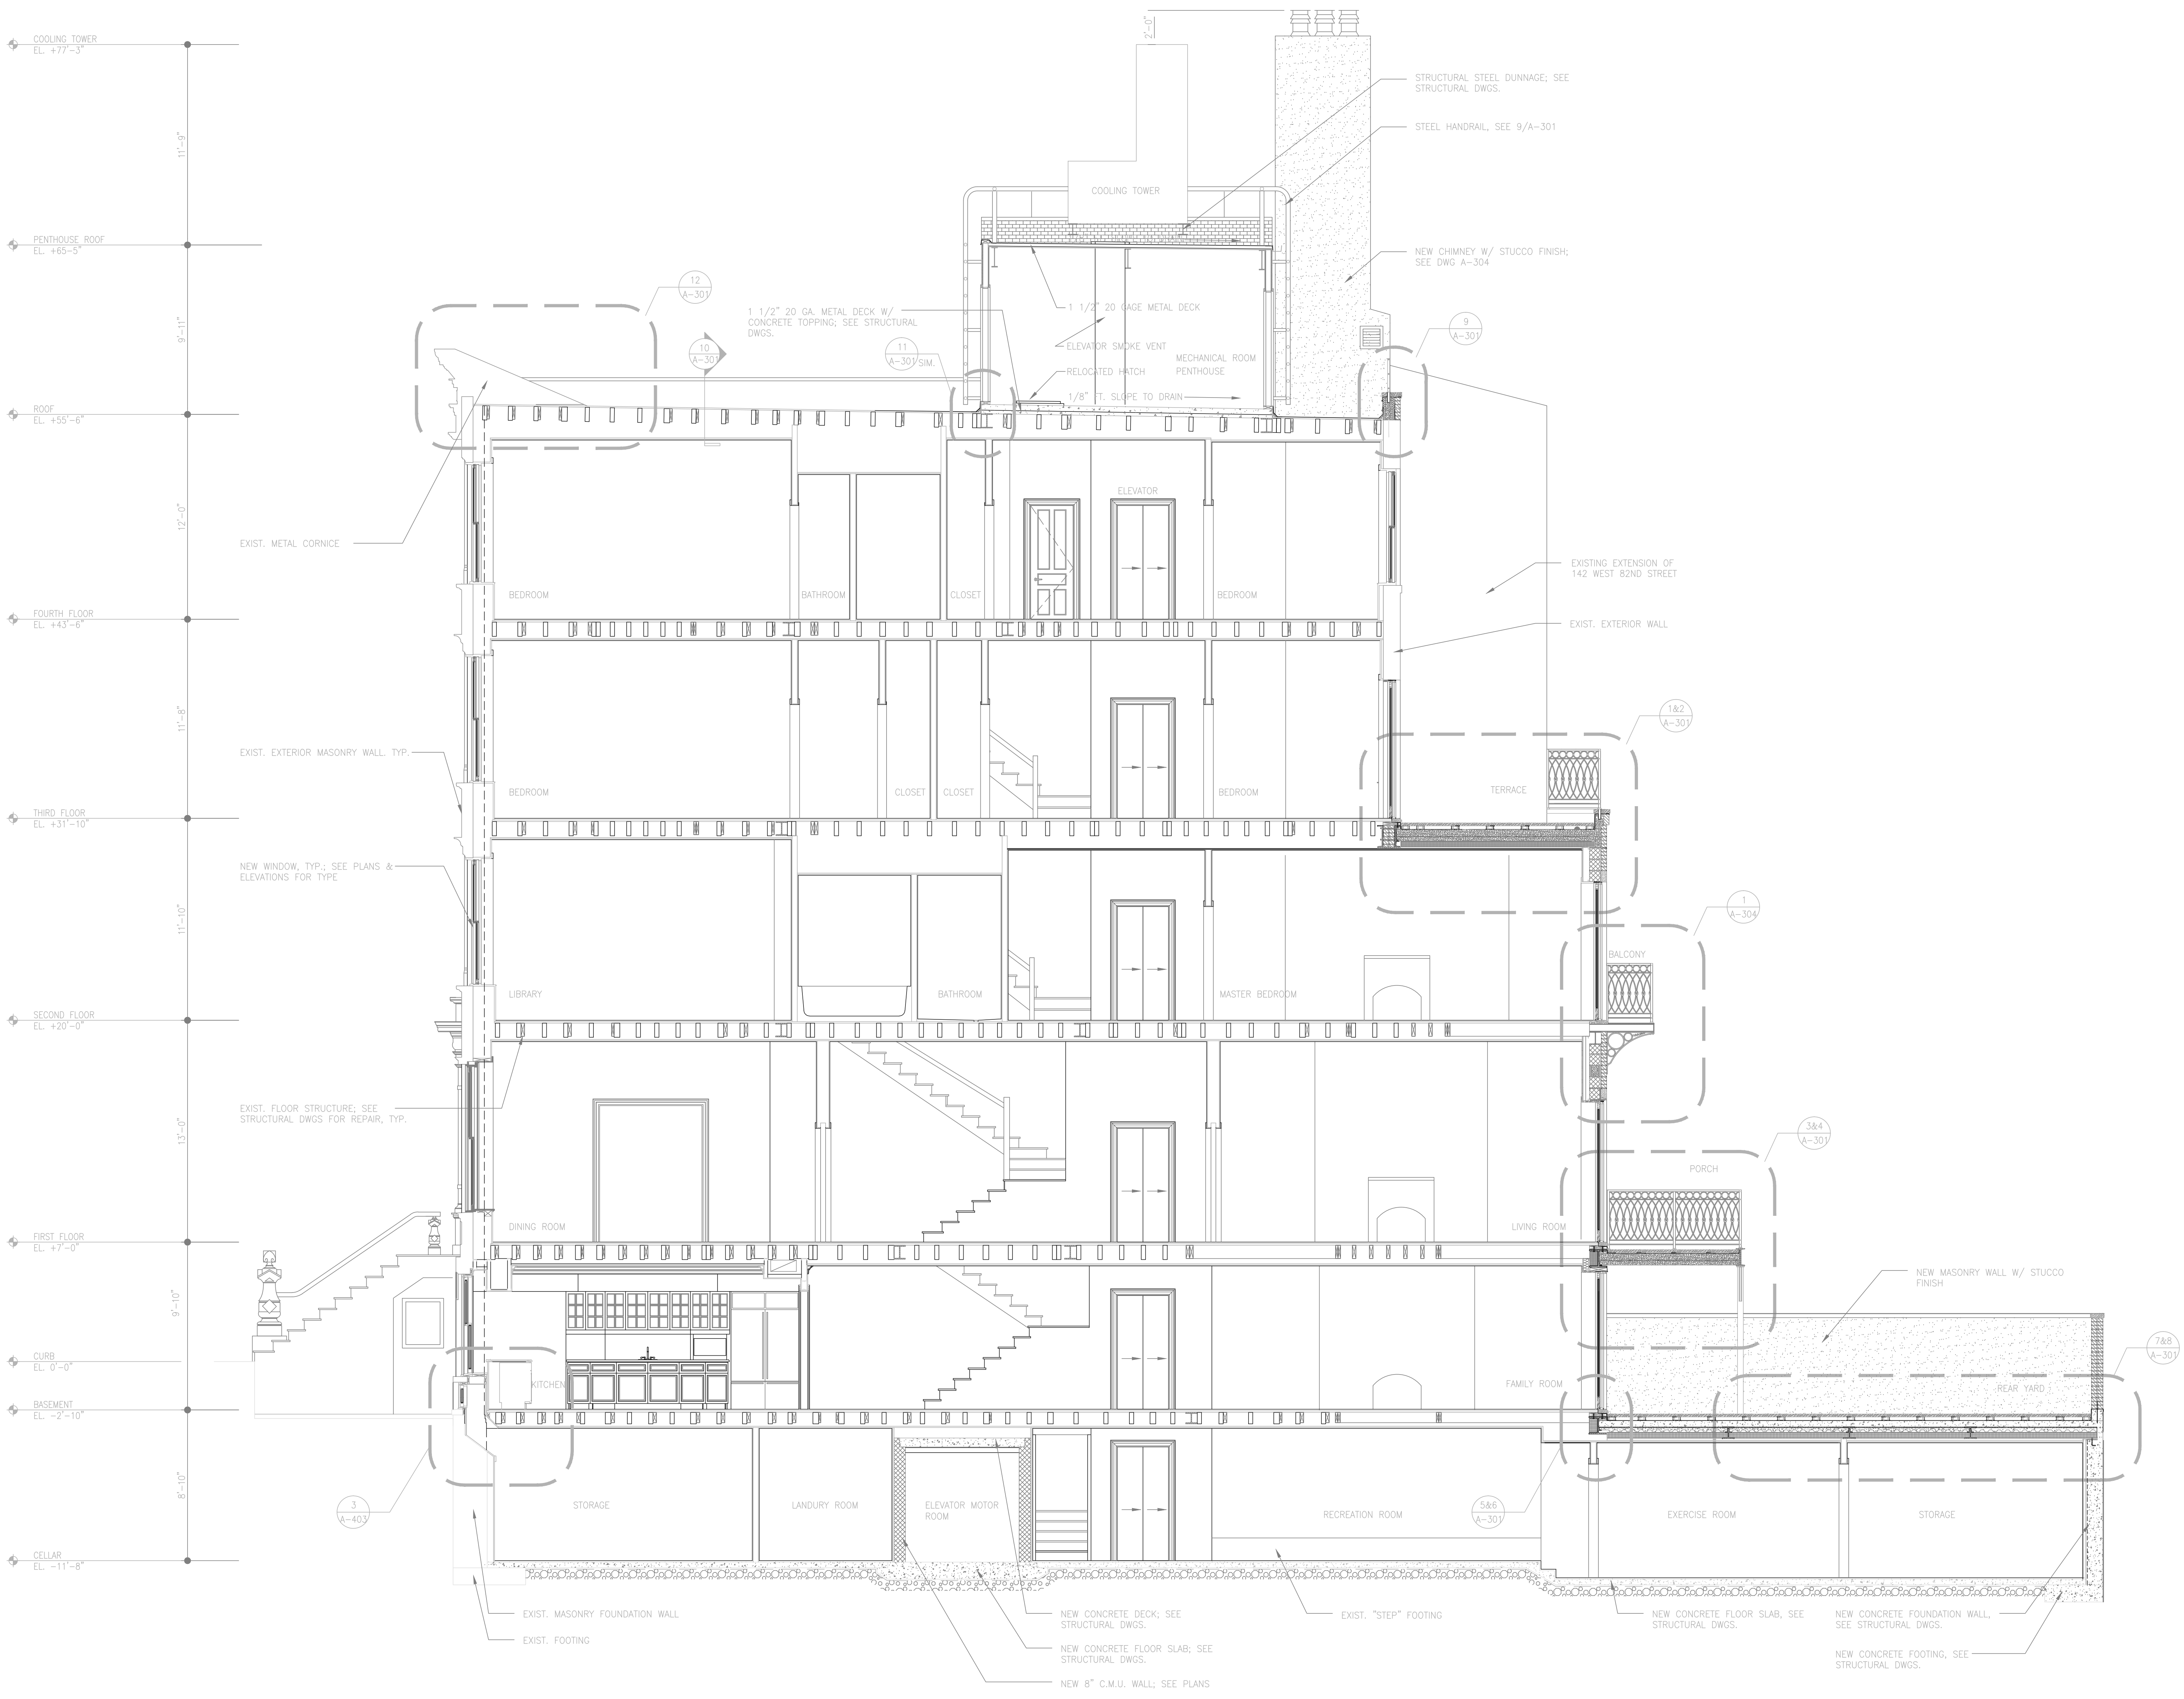 2'-0"
COOLING TOWER
EL. +77'-3"
11'-9"
STRUCTURAL STEEL DUNNAGE; SEE
STRUCTURAL DWGS.
STEEL HANDRAIL, SEE 9/A-301
COOLING TOWER
PENTHOUSE ROOF
EL. +65'-5"
NEW CHIMNEY W/ STUCCO FINISH;
SEE DWG A-304
12
A-301
1 1/2" 20 GA. METAL DECK W/
CONCRETE TOPPING; SEE STRUCTURAL
DWGS.
1 1/2" 20 GAGE METAL DECK
9'-11"
10
A-301
11
A-301
SIM.
ELEVATOR SMOKE VENT
MECHANICAL ROOM
PENTHOUSE
RELOCATED HATCH
1/8" FT. SLOPE TO DRAIN
9
A-301
ROOF
EL. +55'-6"
12'-0"
EXIST. METAL CORNICE
ELEVATOR
BEDROOM
BATHROOM
CLOSET
BEDROOM
EXISTING EXTENSION OF
142 WEST 82ND STREET
FOURTH FLOOR
EL. +43'-6"
EXIST. EXTERIOR WALL
11'-8"
EXIST. EXTERIOR MASONRY WALL. TYP.
1&2
A-301
BEDROOM
CLOSET
CLOSET
BEDROOM
TERRACE
THIRD FLOOR
EL. +31'-10"
NEW WINDOW, TYP.; SEE PLANS &
ELEVATIONS FOR TYPE
11'-10"
1
A-304
BALCONY
LIBRARY
BATHROOM
MASTER BEDROOM
SECOND FLOOR
EL. +20'-0"
EXIST. FLOOR STRUCTURE; SEE
STRUCTURAL DWGS FOR REPAIR, TYP.
13'-0"
3&4
A-301
PORCH
DINING ROOM
LIVING ROOM
FIRST FLOOR
EL. +7'-0"
NEW MASONRY WALL W/ STUCCO
FINISH
9'-10"
7&8
A-301
CURB
EL. 0'-0"
KITCHEN
FAMILY ROOM
REAR YARD
BASEMENT
EL. -2'-10"
8'-10"
3
A-403
STORAGE
LANDURY ROOM
ELEVATOR MOTOR
ROOM
RECREATION ROOM
5&6
A-301
EXERCISE ROOM
STORAGE
CELLAR
EL. -11'-8"
EXIST. MASONRY FOUNDATION WALL
EXIST. FOOTING
NEW CONCRETE DECK; SEE
STRUCTURAL DWGS.
NEW CONCRETE FLOOR SLAB; SEE
STRUCTURAL DWGS.
NEW 8" C.M.U. WALL; SEE PLANS
EXIST. "STEP" FOOTING
NEW CONCRETE FLOOR SLAB, SEE
STRUCTURAL DWGS.
NEW CONCRETE FOUNDATION WALL,
SEE STRUCTURAL DWGS.
NEW CONCRETE FOOTING, SEE
STRUCTURAL DWGS.